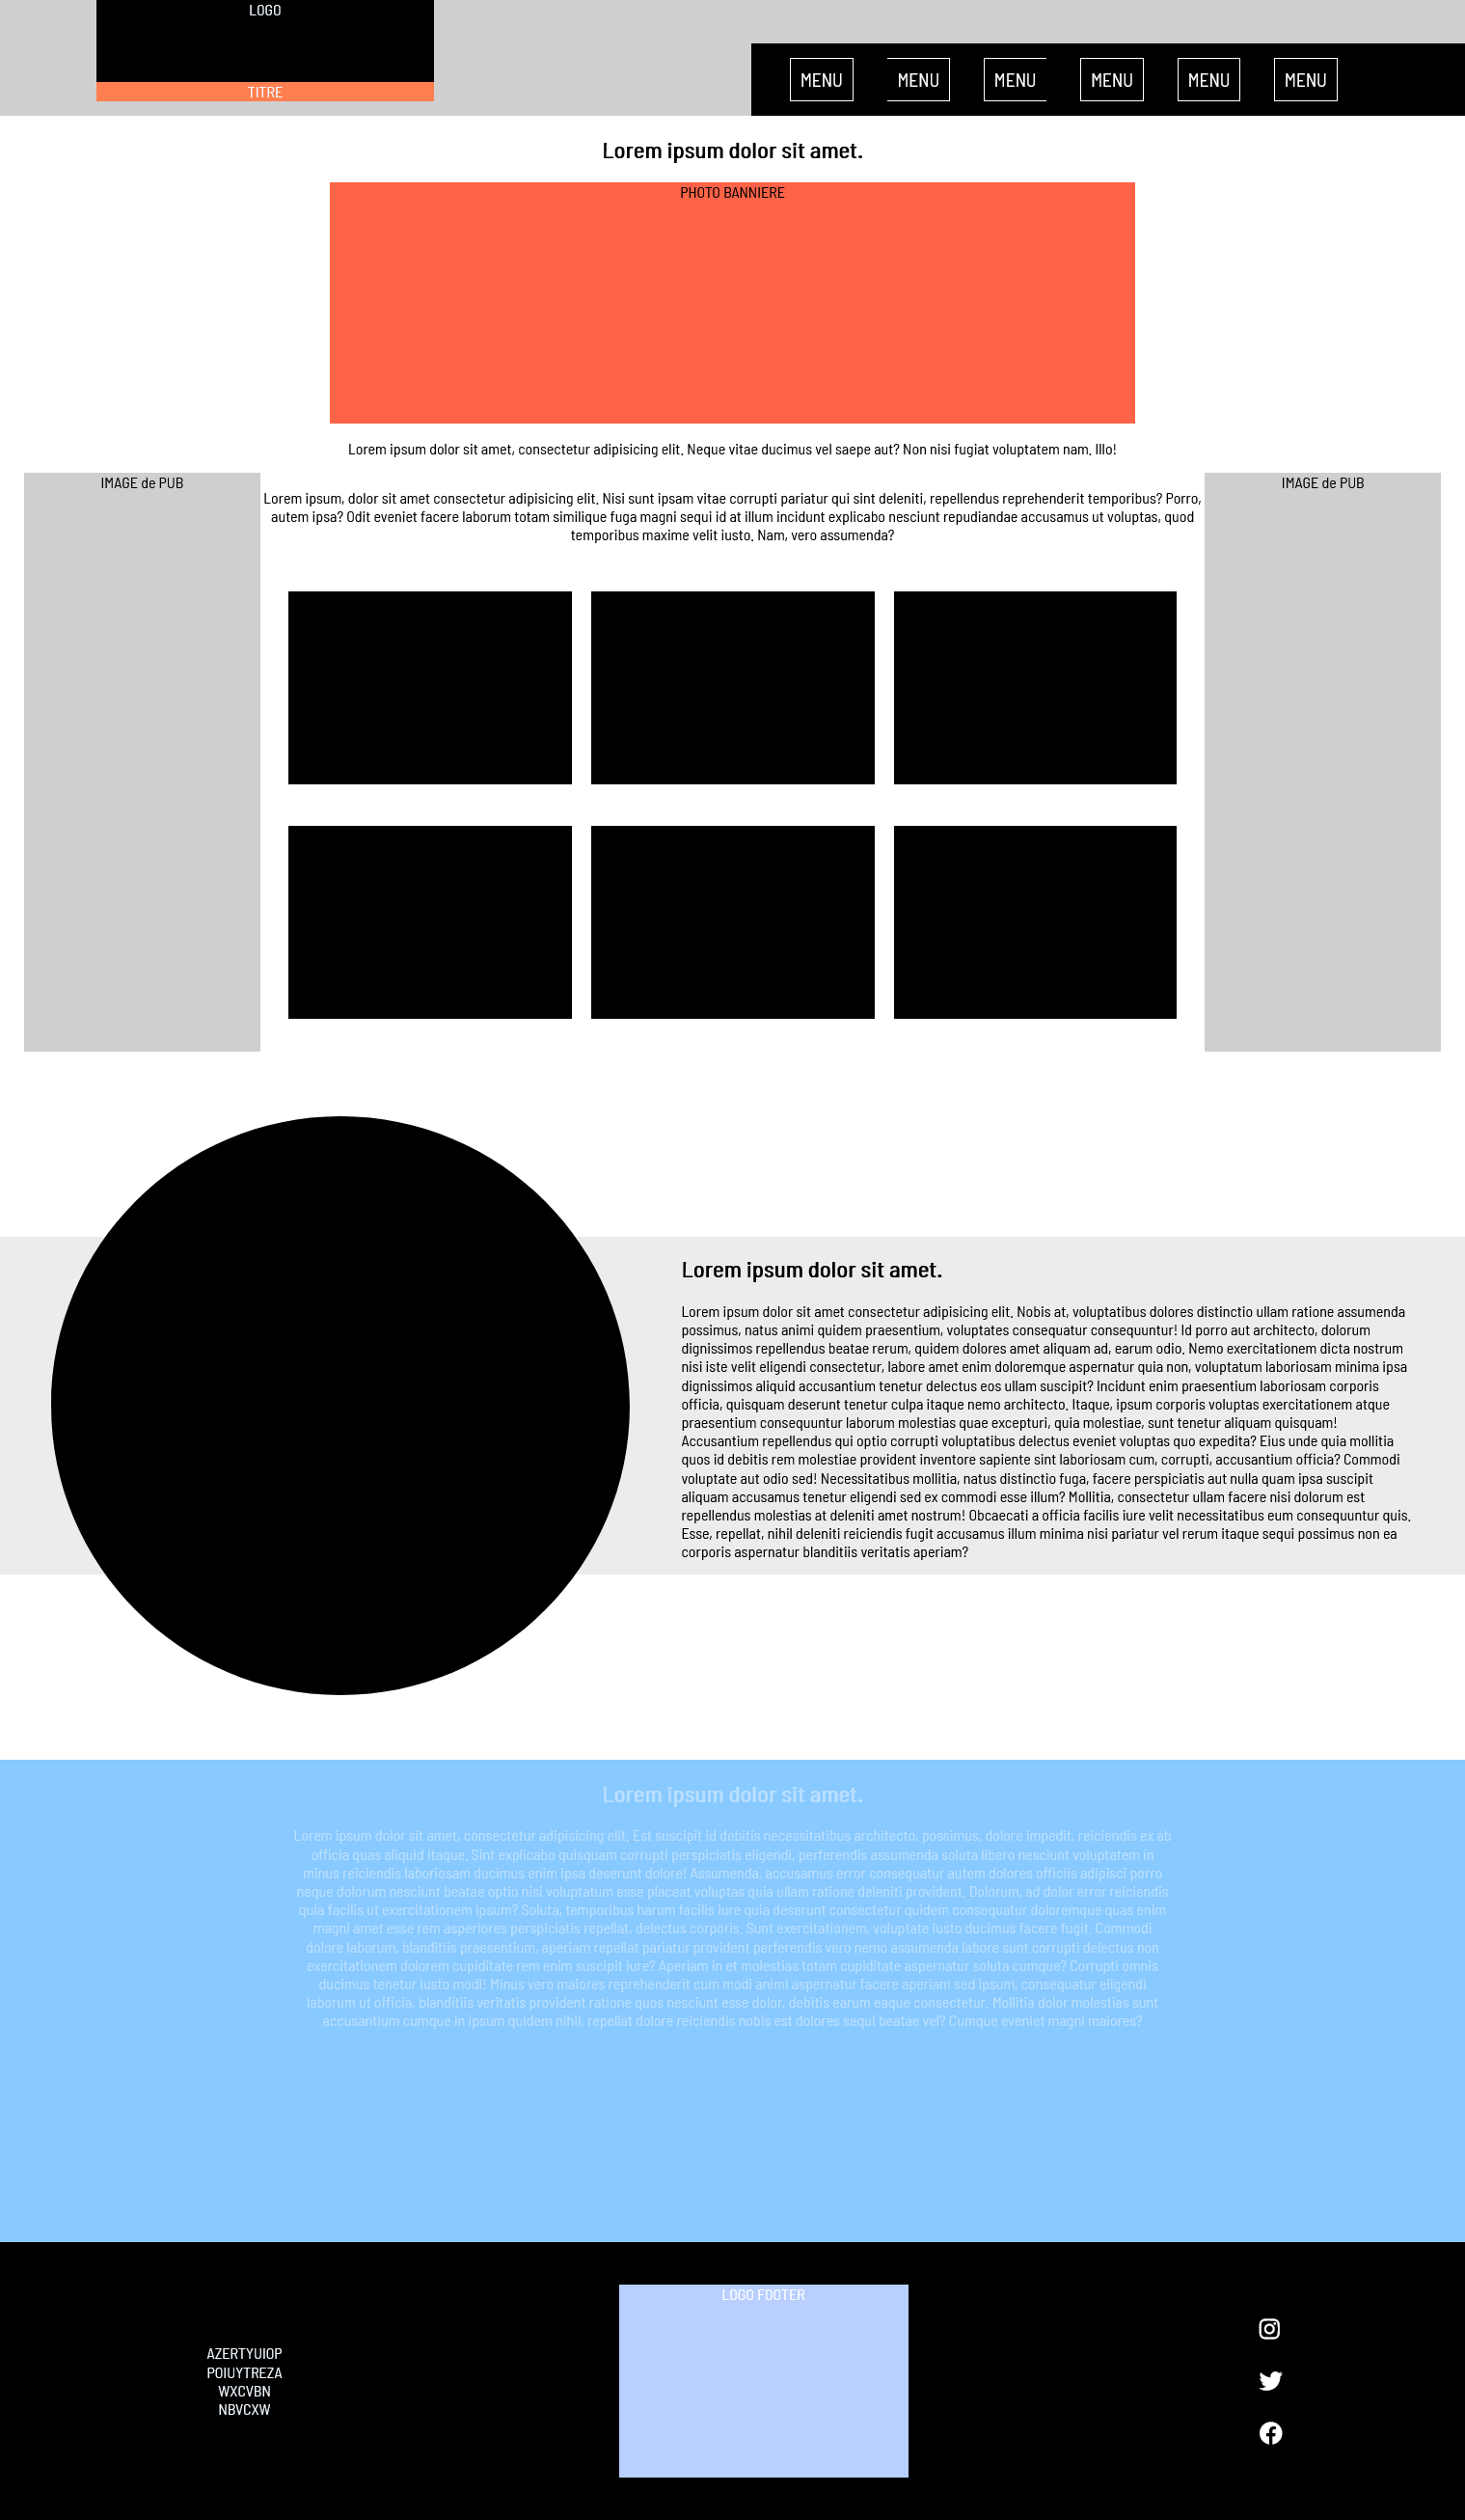 LOGO
TITRE
MENU MENU MENU MENU MENU MENU
Lorem ipsum dolor sit amet.
PHOTO BANNIERE
Lorem ipsum dolor sit amet, consectetur adipisicing elit. Neque vitae ducimus vel saepe aut? Non nisi fugiat voluptatem nam. Illo!
IMAGE de PUB
Lorem ipsum, dolor sit amet consectetur adipisicing elit. Nisi sunt ipsam vitae corrupti pariatur qui sint deleniti, repellendus reprehenderit temporibus? Porro,
autem ipsa? Odit eveniet facere laborum totam similique fuga magni sequi id at illum incidunt explicabo nesciunt repudiandae accusamus ut voluptas, quod
temporibus maxime velit iusto. Nam, vero assumenda?
IMAGE de PUB
Lorem ipsum dolor sit amet.
Lorem ipsum dolor sit amet consectetur adipisicing elit. Nobis at, voluptatibus dolores distinctio ullam ratione assumenda
possimus, natus animi quidem praesentium, voluptates consequatur consequuntur! Id porro aut architecto, dolorum
dignissimos repellendus beatae rerum, quidem dolores amet aliquam ad, earum odio. Nemo exercitationem dicta nostrum
nisi iste velit eligendi consectetur, labore amet enim doloremque aspernatur quia non, voluptatum laboriosam minima ipsa
dignissimos aliquid accusantium tenetur delectus eos ullam suscipit? Incidunt enim praesentium laboriosam corporis
officia, quisquam deserunt tenetur culpa itaque nemo architecto. Itaque, ipsum corporis voluptas exercitationem atque
praesentium consequuntur laborum molestias quae excepturi, quia molestiae, sunt tenetur aliquam quisquam!
Accusantium repellendus qui optio corrupti voluptatibus delectus eveniet voluptas quo expedita? Eius unde quia mollitia
quos id debitis rem molestiae provident inventore sapiente sint laboriosam cum, corrupti, accusantium officia? Commodi
voluptate aut odio sed! Necessitatibus mollitia, natus distinctio fuga, facere perspiciatis aut nulla quam ipsa suscipit
aliquam accusamus tenetur eligendi sed ex commodi esse illum? Mollitia, consectetur ullam facere nisi dolorum est
repellendus molestias at deleniti amet nostrum! Obcaecati a officia facilis iure velit necessitatibus eum consequuntur quis.
Esse, repellat, nihil deleniti reiciendis fugit accusamus illum minima nisi pariatur vel rerum itaque sequi possimus non ea
corporis aspernatur blanditiis veritatis aperiam?
Lorem ipsum dolor sit amet.
Lorem ipsum dolor sit amet, consectetur adipisicing elit. Est suscipit id debitis necessitatibus architecto, possimus, dolore impedit, reiciendis ex ab
officia quas aliquid itaque. Sint explicabo quisquam corrupti perspiciatis eligendi, perferendis assumenda soluta libero nesciunt voluptatem in
minus reiciendis laboriosam ducimus enim ipsa deserunt dolore! Assumenda, accusamus error consequatur autem dolores officiis adipisci porro
neque dolorum nesciunt beatae optio nisi voluptatum esse placeat voluptas quia ullam ratione deleniti provident. Dolorum, ad dolor error reiciendis
quia facilis ut exercitationem ipsum? Soluta, temporibus harum facilis iure quia deserunt consectetur quidem consequatur doloremque quas enim
magni amet esse rem asperiores perspiciatis repellat, delectus corporis. Sunt exercitationem, voluptate iusto ducimus facere fugit. Commodi
dolore laborum, blanditiis praesentium, aperiam repellat pariatur provident perferendis vero nemo assumenda labore sunt corrupti delectus non
exercitationem dolorem cupiditate rem enim suscipit iure? Aperiam in et molestias totam cupiditate aspernatur soluta cumque? Corrupti omnis
ducimus tenetur iusto modi! Minus vero maiores reprehenderit cum modi animi aspernatur facere aperiam sed ipsum, consequatur eligendi
laborum ut officia, blanditiis veritatis provident ratione quos nesciunt esse dolor, debitis earum eaque consectetur. Mollitia dolor molestias sunt
accusantium cumque in ipsum quidem nihil, repellat dolore reiciendis nobis est dolores sequi beatae vel? Cumque eveniet magni maiores?
AZERTYUIOP
POIUYTREZA
WXCVBN
NBVCXW
LOGO FOOTER